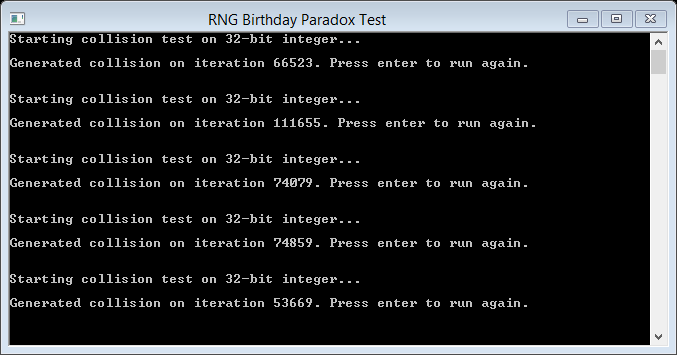 RNG Birthday Paradox Test
Starting collision test on 32-bit integer...
Generated collision on iteration 66523. Press enter to run again.
Starting collision test on 32-bit integer...
Generated collision on iteration 111655. Press enter to run again.
Starting collision test on 32-bit integer...
Generated collision on iteration 74079. Press enter to run again.
Starting collision test on 32-bit integer...
Generated collision on iteration 74859. Press enter to run again.
Starting collision test on 32-bit integer...
Generated collision on iteration 53669. Press enter to run again.